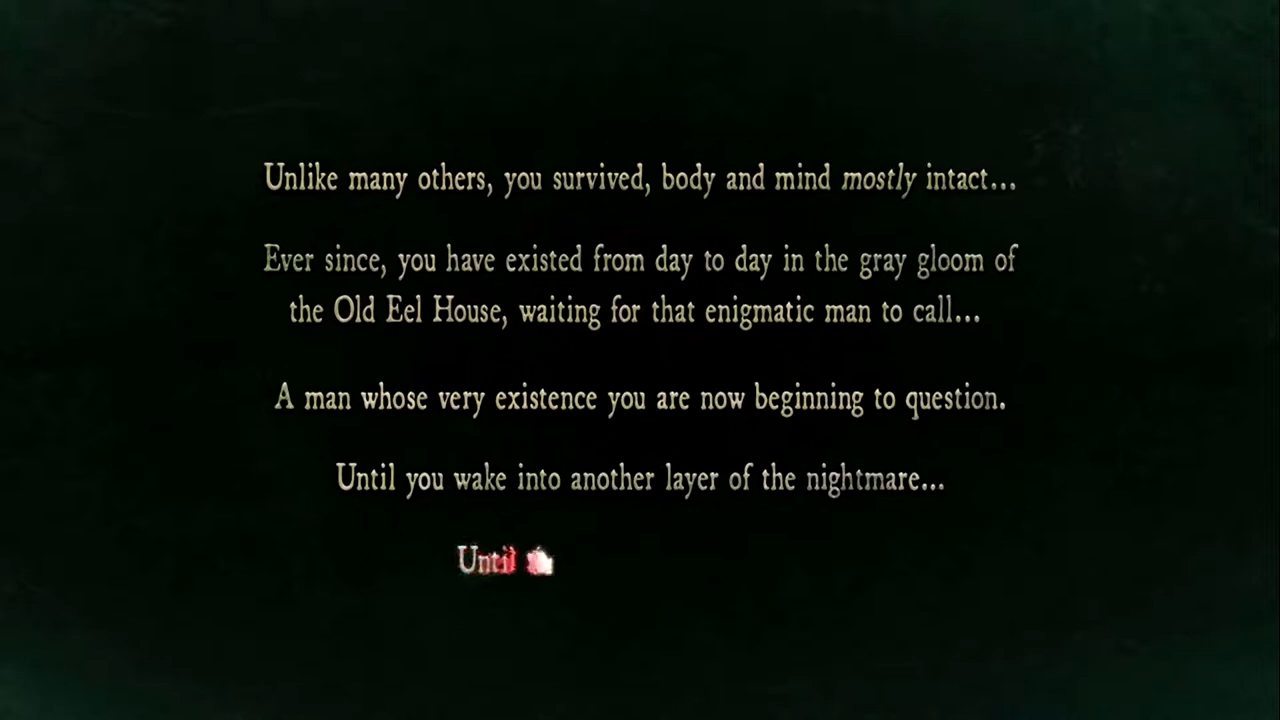 Unlike many others, you survived, body and mind mostly intact...
Ever since, you have existed from day to day in the gray gloom of
the Old Eel House, waiting for that enigmatic man to call...
A man whose very existence you are now beginning to question.
Until you wake into another layer of the nightmare...
Until